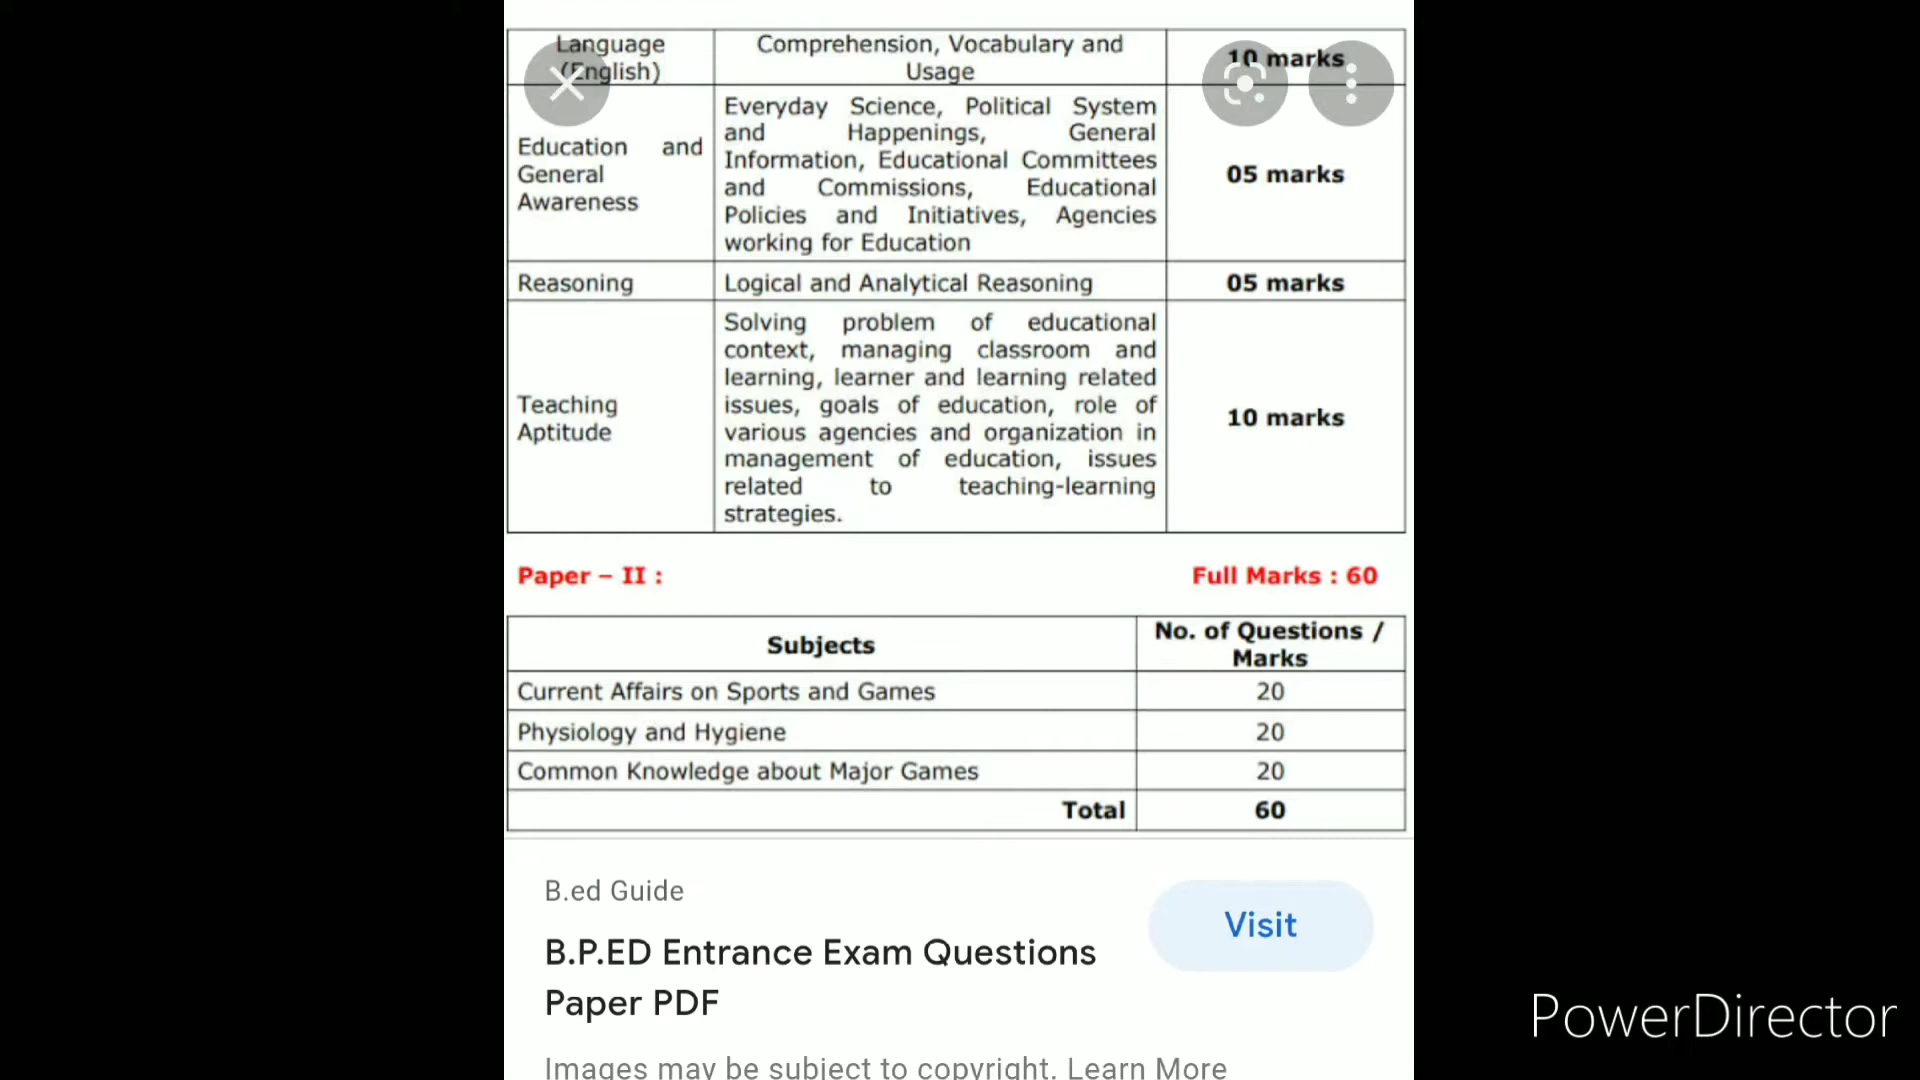 Language
(English)
Comprehension, Vocabulary and
Usage
10 marks
Education and
General
Awareness
Everyday Science, Political System
and Happenings, General
Information, Educational Committees
and Commissions, Educational
Policies and Initiatives, Agencies
working for Education
05 marks
Reasoning
Logical and Analytical Reasoning
05 marks
Teaching
Aptitude
Solving problem of educational
context, managing classroom and
learning, learner and learning related
issues, goals of education, role of
various agencies and organization in
management of education, issues
related to teaching-learning
strategies.
10 marks
Paper – II :
Full Marks : 60
Subjects
No. of Questions /
Marks
Current Affairs on Sports and Games
20
Physiology and Hygiene
20
Common Knowledge about Major Games
20
Total
60
B.ed Guide
Visit
B.P.ED Entrance Exam Questions
Paper PDF
Images may be subject to copyright. Learn More
PowerDirector